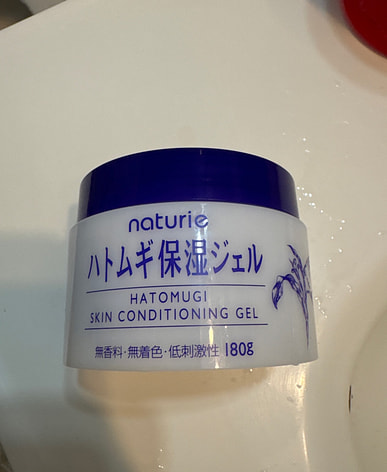 naturie
ハトムギ保湿ジェル
HATOMUGI
SKIN CONDITIONING GEL
無香料・無着色・低刺激性 180g